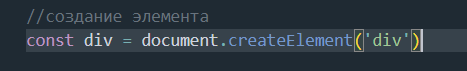 //создание элемента
const div = document.createElement('div')